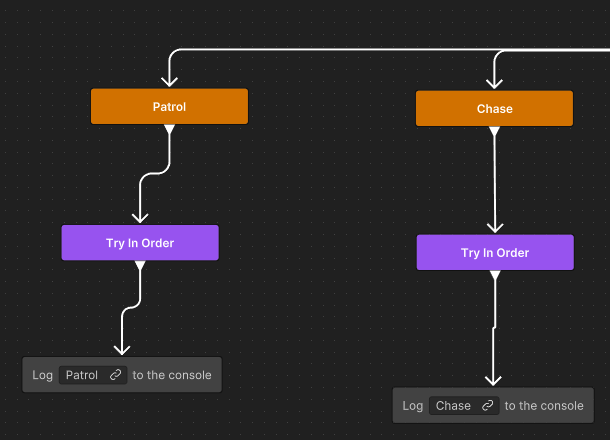 Patrol
Chase
Try In Order
Try In Order
Log Patrol to the console
Log Chase to the console